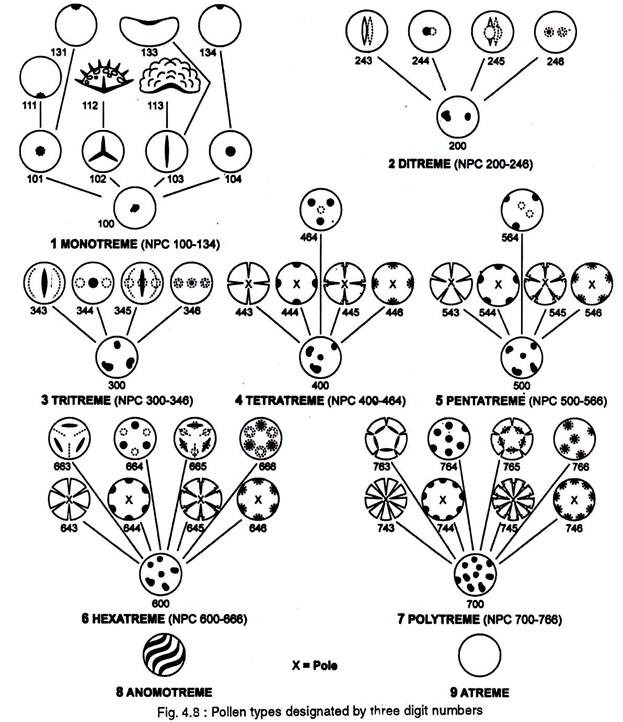 131 133 134
243 244 245 246
111 112 113
200
2 DITREME (NPC 200-246)
101 102 103 104
100
1 MONOTREME (NPC 100-134)
464 564
343 344 345 346
443 444 445 446
543 544 545 546
300 400 500
3 TRITREME (NPC 300-346) 4 TETRATREME (NPC 400-464) 5 PENTATREME (NPC 500-566)
X X X X X X X X
663 664 665 666
763 764 765 766
X X X X X X X X
643 644 645 646
743 744 745 746
600 700
6 HEXATREME (NPC 600-666) 7 POLYTREME (NPC 700-766)
X = Pole
8 ANOMOTREME 9 ATREME
Fig. 4.8 : Pollen types designated by three digit numbers